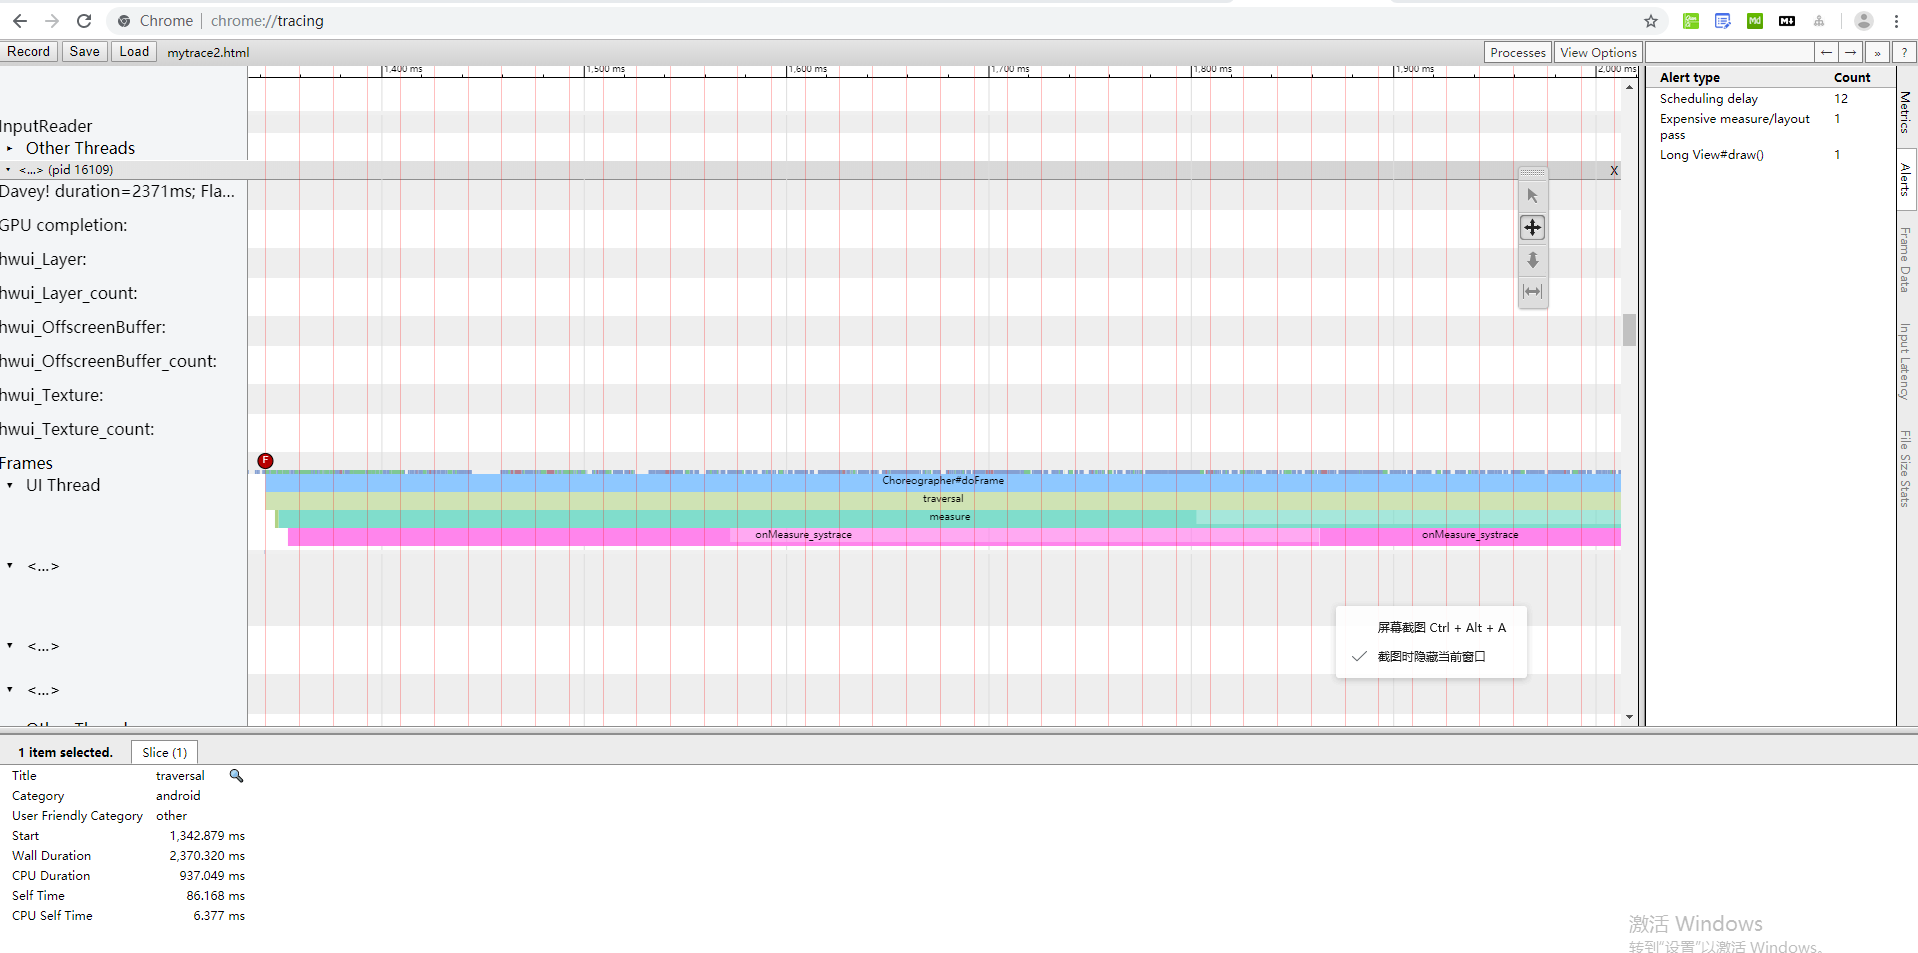 Chrome | chrome://tracing
Record Save Load mytrace2.html Processes View Options ← → » ?
1,400 ms 1,500 ms 1,600 ms 1,700 ms 1,800 ms 1,900 ms 2,000 ms
Alert type Count
Scheduling delay 12
Expensive measure/layout pass 1
Long View#draw() 1
Metrics
Alerts
Frame Data
Input Latency
File Size Stats
InputReader
Other Threads
<...> (pid 16109) X
Davey! duration=2371ms; Fla...
GPU completion:
hwui_Layer:
hwui_Layer_count:
hwui_OffscreenBuffer:
hwui_OffscreenBuffer_count:
hwui_Texture:
hwui_Texture_count:
Frames
F
UI Thread
Choreographer#doFrame
traversal
measure
onMeasure_systrace onMeasure_systrace
<...>
<...>
<...>
屏幕截图 Ctrl + Alt + A
截图时隐藏当前窗口
1 item selected. Slice (1)
Title traversal
Category android
User Friendly Category other
Start 1,342.879 ms
Wall Duration 2,370.320 ms
CPU Duration 937.049 ms
Self Time 86.168 ms
CPU Self Time 6.377 ms
激活 Windows
转到"设置"以激活 Windows。